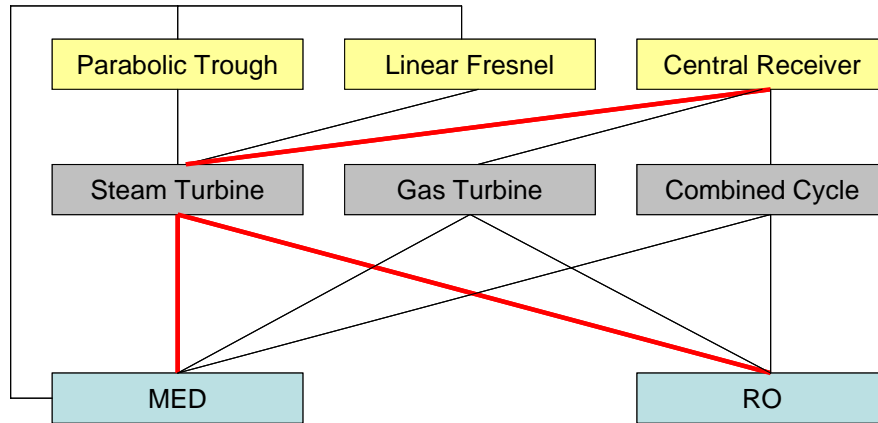 Parabolic Trough
Linear Fresnel
Central Receiver
Steam Turbine
Gas Turbine
Combined Cycle
MED
RO